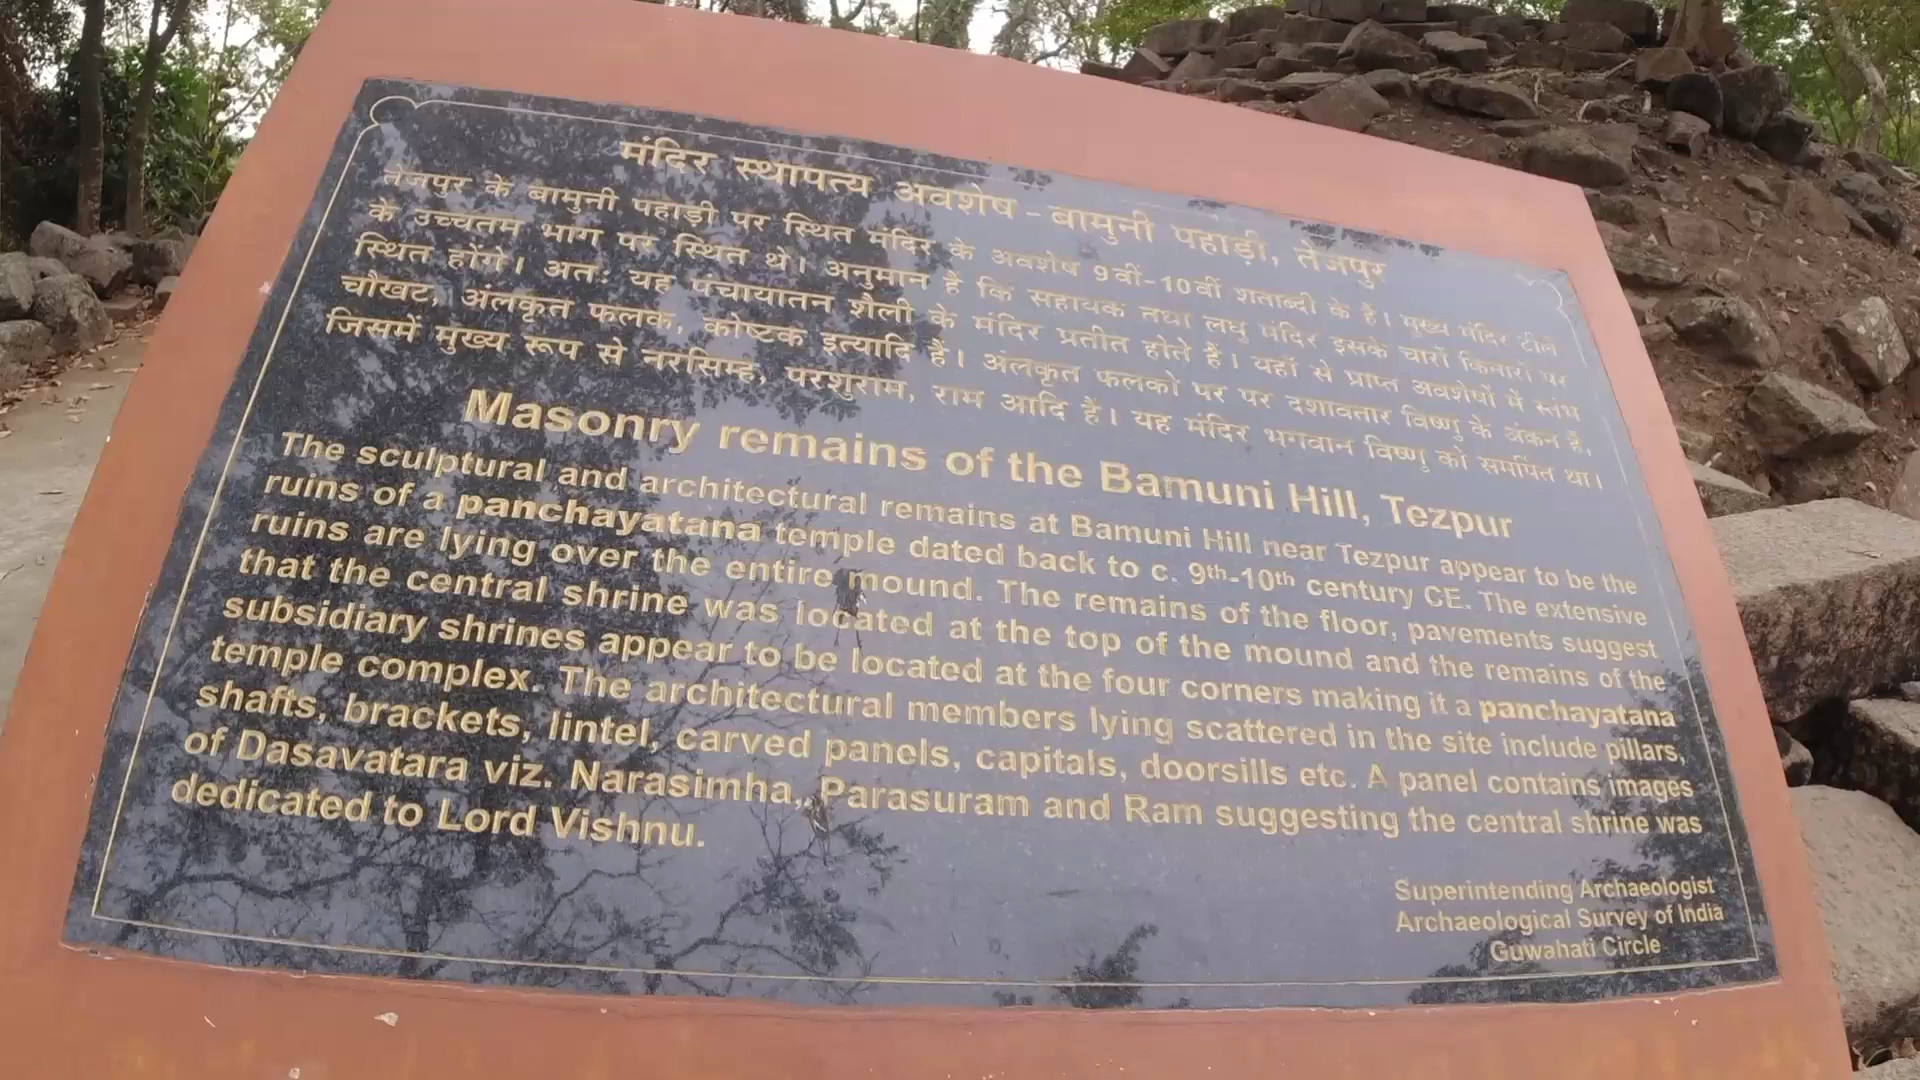 मंदिर स्थापत्य अवशेष - बामुनी पहाड़ी, तेजपुर
तेजपुर के बामुनी पहाड़ी पर स्थित मंदिर के अवशेष 9वीं-10वीं शताब्दी के हैं। मुख्य मंदिर टीले
के उच्चतम भाग पर स्थित थे। अनुमान है कि सहायक तथा लघु मंदिर इसके चारों किनारों पर
स्थित होंगे। अतः यह पंचायातन शैली के मंदिर प्रतीत होते हैं। यहाँ से प्राप्त अवशेषों में स्तंभ
चौखट, अंलकृत फलक, कोष्टक इत्यादि हैं। अंलकृत फलको पर पर दशावतार विष्णु के अंकन हैं,
जिसमें मुख्य रूप से नरसिम्ह, परशुराम, राम आदि हैं। यह मंदिर भगवान विष्णु को समर्पित था।
Masonry remains of the Bamuni Hill, Tezpur
The sculptural and architectural remains at Bamuni Hill near Tezpur appear to be the
ruins of a panchayatana temple dated back to c. 9th-10th century CE. The extensive
ruins are lying over the entire mound. The remains of the floor, pavements suggest
that the central shrine was located at the top of the mound and the remains of the
subsidiary shrines appear to be located at the four corners making it a panchayatana
temple complex. The architectural members lying scattered in the site include pillars,
shafts, brackets, lintel, carved panels, capitals, doorsills etc. A panel contains images
of Dasavatara viz. Narasimha, Parasuram and Ram suggesting the central shrine was
dedicated to Lord Vishnu.
Superintending Archaeologist
Archaeological Survey of India
Guwahati Circle